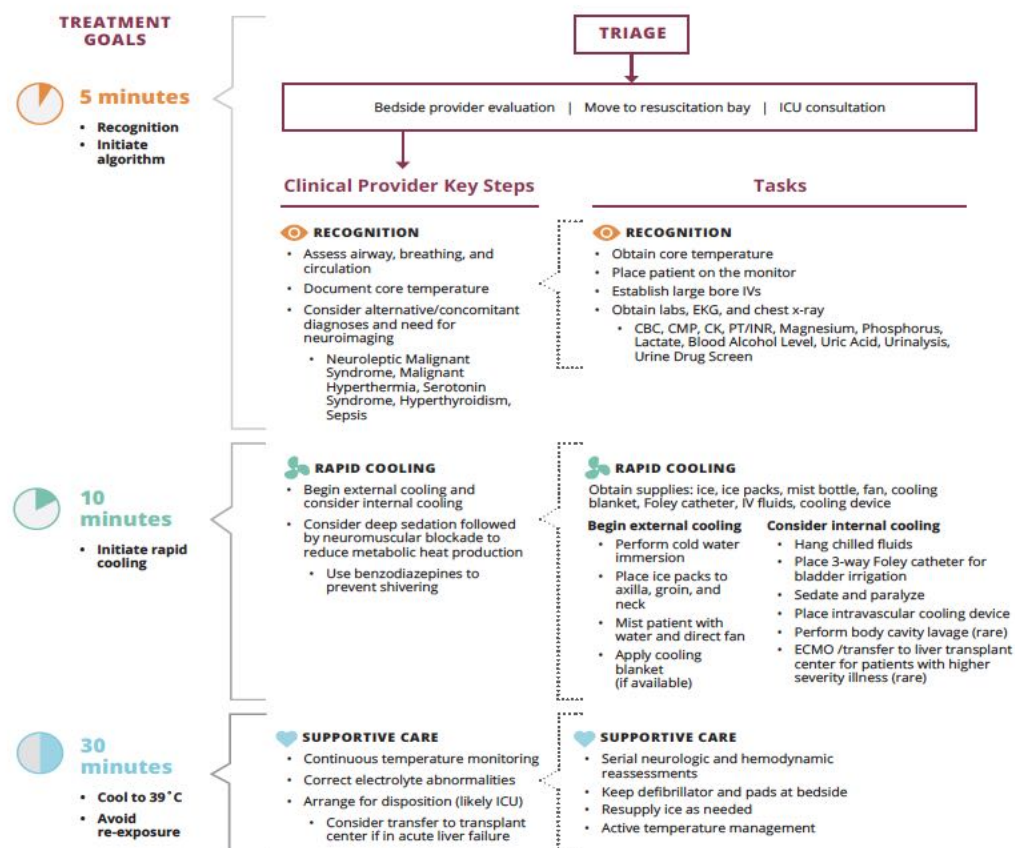 TREATMENT
GOALS
TRIAGE
5 minutes
• Recognition
• Initiate
algorithm
Bedside provider evaluation | Move to resuscitation bay | ICU consultation
Clinical Provider Key Steps
RECOGNITION
• Assess airway, breathing, and
circulation
• Document core temperature
• Consider alternative/concomitant
diagnoses and need for
neuroimaging
• Neuroleptic Malignant
Syndrome, Malignant
Hyperthermia, Serotonin
Syndrome, Hyperthyroidism,
Sepsis
Tasks
RECOGNITION
• Obtain core temperature
• Place patient on the monitor
• Establish large bore IVs
• Obtain labs, EKG, and chest x-ray
• CBC, CMP, CK, PT/INR, Magnesium, Phosphorus,
Lactate, Blood Alcohol Level, Uric Acid, Urinalysis,
Urine Drug Screen
10
minutes
• Initiate rapid
cooling
RAPID COOLING
• Begin external cooling and
consider internal cooling
• Consider deep sedation followed
by neuromuscular blockade to
reduce metabolic heat production
• Use benzodiazepines to
prevent shivering
RAPID COOLING
Obtain supplies: ice, ice packs, mist bottle, fan, cooling
blanket, Foley catheter, IV fluids, cooling device
Begin external cooling
• Perform cold water
immersion
• Place ice packs to
axilla, groin, and
neck
• Mist patient with
water and direct fan
• Apply cooling
blanket
(if available)
Consider internal cooling
• Hang chilled fluids
• Place 3-way Foley catheter for
bladder irrigation
• Sedate and paralyze
• Place intravascular cooling device
• Perform body cavity lavage (rare)
• ECMO /transfer to liver transplant
center for patients with higher
severity illness (rare)
30
minutes
• Cool to 39˚C
• Avoid
re-exposure
SUPPORTIVE CARE
• Continuous temperature monitoring
• Correct electrolyte abnormalities
• Arrange for disposition (likely ICU)
• Consider transfer to transplant
center if in acute liver failure
SUPPORTIVE CARE
• Serial neurologic and hemodynamic
reassessments
• Keep defibrillator and pads at bedside
• Resupply ice as needed
• Active temperature management